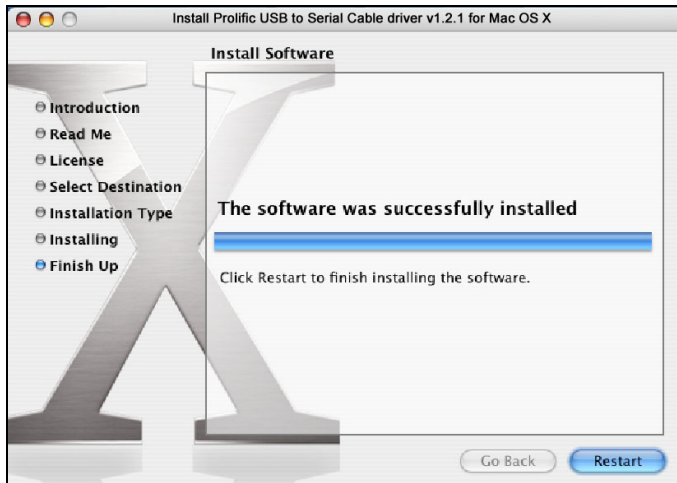 Install Prolific USB to Serial Cable driver v1.2.1 for Mac OS X
Install Software
Introduction
Read Me
License
Select Destination
Installation Type
Installing
Finish Up
The software was successfully installed
Click Restart to finish installing the software.
Go Back
Restart